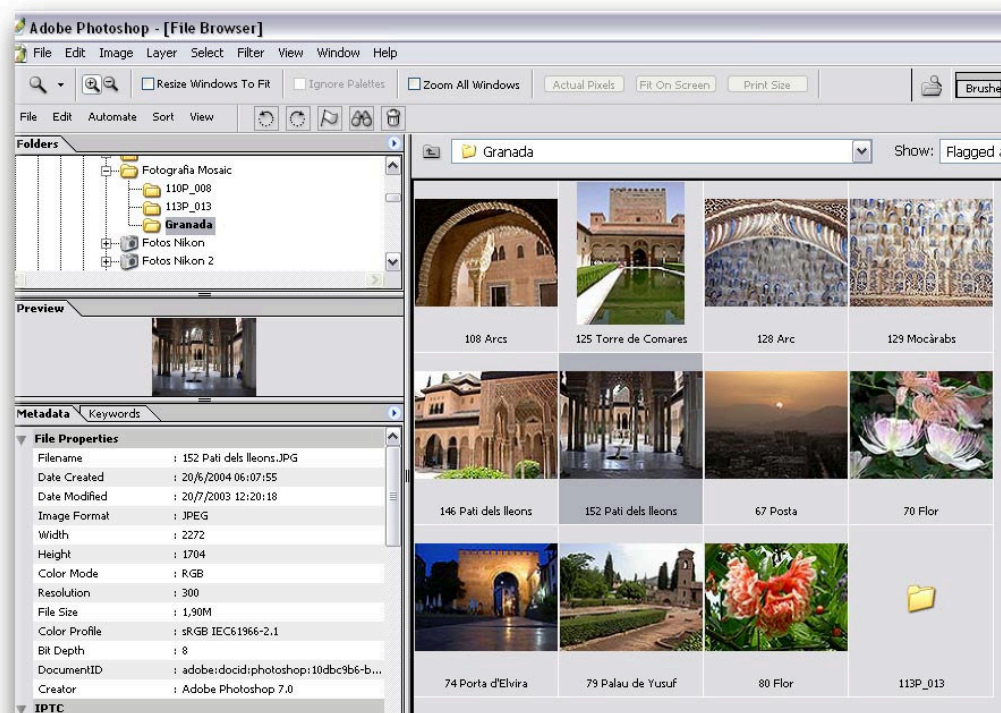 Adobe Photoshop - [File Browser]
File Edit Image Layer Select Filter View Window Help
Resize Windows To Fit Ignore Palettes Zoom All Windows Actual Pixels Fit On Screen Print Size Brushe
File Edit Automate Sort View
Folders
Fotografia Mosaic
110P_008
113P_013
Granada
Fotos Nikon
Fotos Nikon 2
Preview
Metadata Keywords
File Properties
Filename : 152 Pati dels lleons.JPG
Date Created : 20/6/2004 06:07:55
Date Modified : 20/7/2003 12:20:18
Image Format : JPEG
Width : 2272
Height : 1704
Color Mode : RGB
Resolution : 300
File Size : 1,90M
Color Profile : sRGB IEC61966-2.1
Bit Depth : 8
DocumentID : adobe:docid:photoshop:10dbc9b6-b...
Creator : Adobe Photoshop 7.0
IPTC
Granada Show: Flagged a
108 Arcs 125 Torre de Comares 128 Arc 129 Mocàrabs
146 Pati dels lleons 152 Pati dels lleons 67 Posta 70 Flor
74 Porta d'Elvira 79 Palau de Yusuf 80 Flor 113P_013